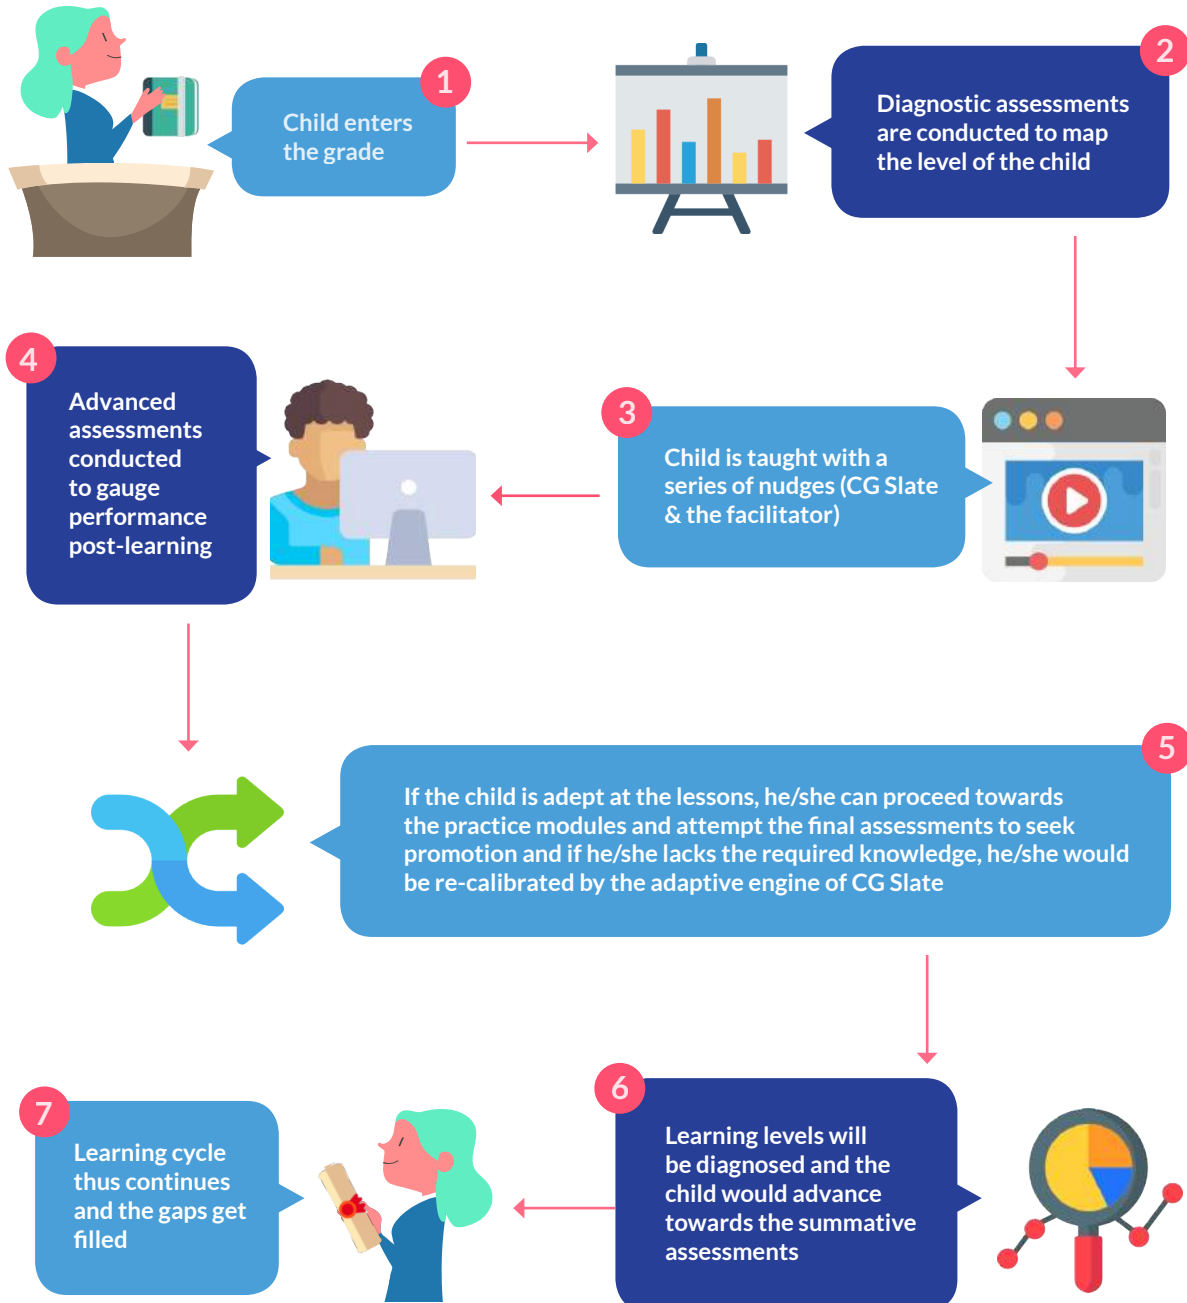 1
Child enters
the grade
2
Diagnostic assessments
are conducted to map
the level of the child
3
Child is taught with a
series of nudges (CG Slate
& the facilitator)
4
Advanced
assessments
conducted
to gauge
performance
post-learning
5
If the child is adept at the lessons, he/she can proceed towards
the practice modules and attempt the final assessments to seek
promotion and if he/she lacks the required knowledge, he/she would
be re-calibrated by the adaptive engine of CG Slate
6
Learning levels will
be diagnosed and the
child would advance
towards the summative
assessments
7
Learning cycle
thus continues
and the gaps get
filled